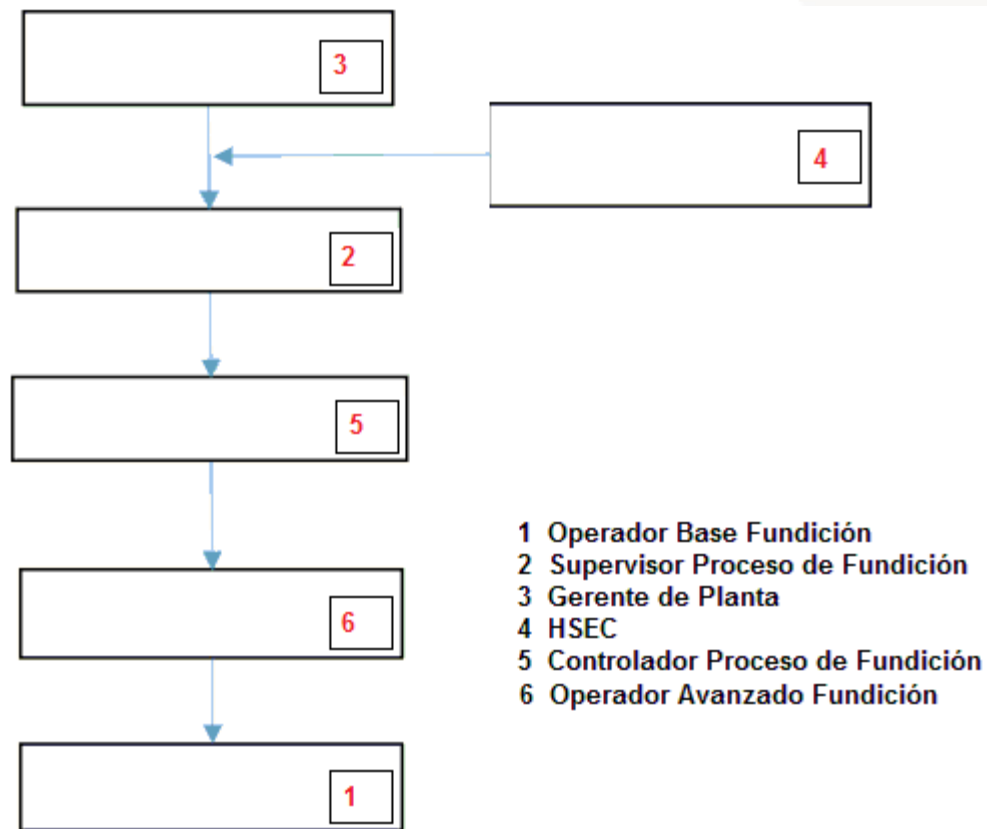 3
4
2
5
6
1
1 Operador Base Fundición
2 Supervisor Proceso de Fundición
3 Gerente de Planta
4 HSEC
5 Controlador Proceso de Fundición
6 Operador Avanzado Fundición